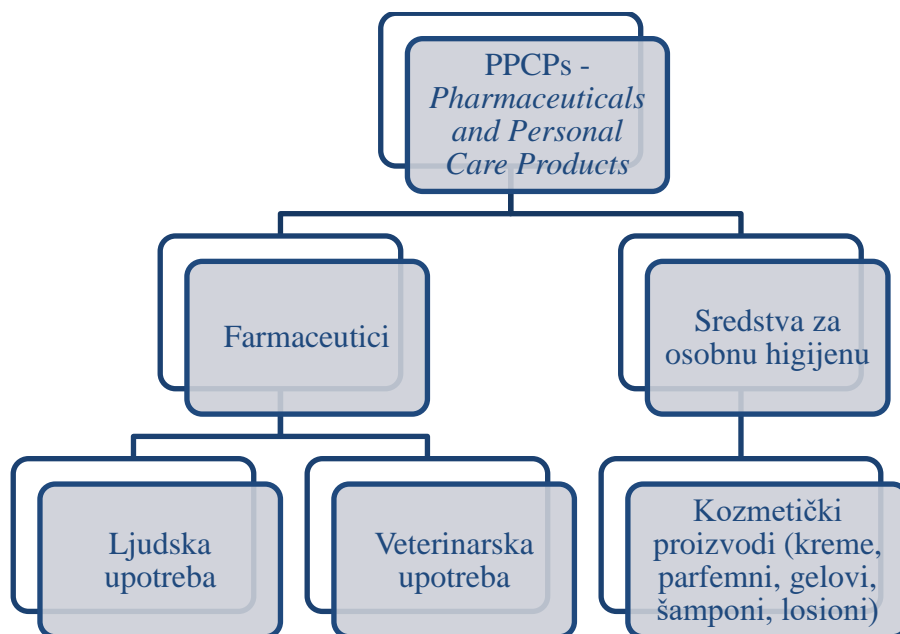 PPCPs -
Pharmaceuticals
and Personal
Care Products
Farmaceutici
Sredstva za
osobnu higijenu
Ljudska
upotreba
Veterinarska
upotreba
Kozmetički
proizvodi (kreme,
parfemni, gelovi,
šamponi, losioni)